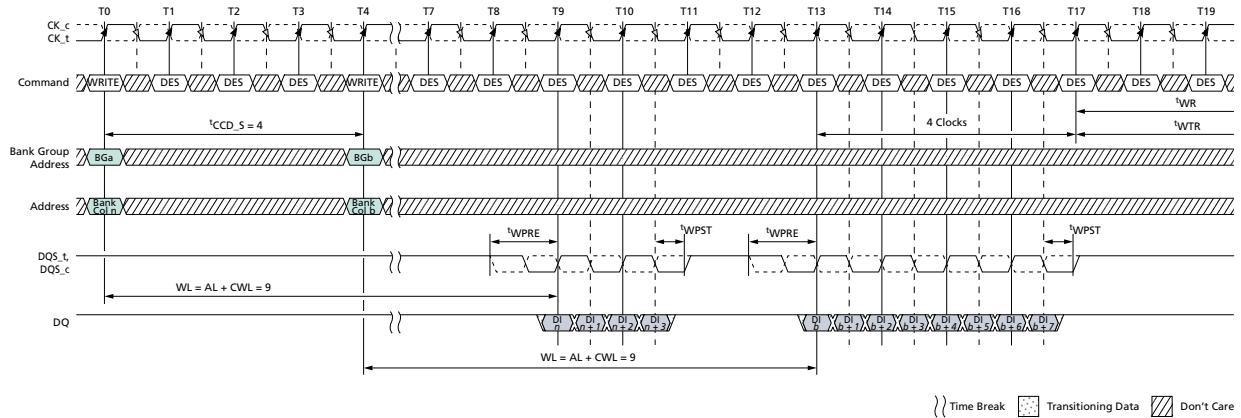 T0 T1 T2 T3 T4 T7 T8 T9 T10 T11 T12 T13 T14 T15 T16 T17 T18 T19
CK_c
CK_t
Command WRITE DES DES DES WRITE DES DES DES DES DES DES DES DES DES DES DES DES DES
tWR
tCCD_S = 4 4 Clocks tWTR
Bank Group
Address BGa BGb
Address Bank
Col n Bank
Col b
tWPRE tWPST tWPRE tWPST
DQS_t,
DQS_c
WL = AL + CWL = 9
DQ DI
n DI
n + 1 DI
n + 2 DI
n + 3 DI
b DI
b + 1 DI
b + 2 DI
b + 3 DI
b + 4 DI
b + 5 DI
b + 6 DI
b + 7
WL = AL + CWL = 9
Time Break Transitioning Data Don't Care